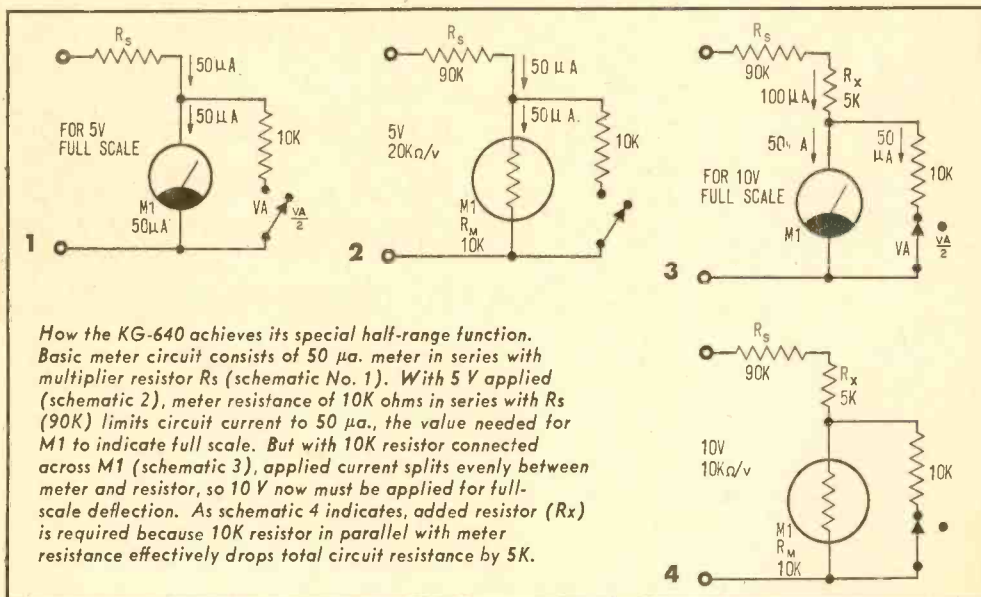 Rs
50 µA
50 µA
FOR 5V
FULL SCALE
10K
M1
50µA
VA
VA/2
1
Rs
90K
50 µA
50µA.
5V
20KΩ/v
10K
M1
RM
10K
2
Rs
90K
Rx
5K
100µA
50 A
50
µA
FOR 10V
FULL SCALE
10K
M1
VA
VA/2
3
How the KG-640 achieves its special half-range function.
Basic meter circuit consists of 50 µa. meter in series with
multiplier resistor Rs (schematic No. 1). With 5 V applied
(schematic 2), meter resistance of 10K ohms in series with Rs
(90K) limits circuit current to 50 µa., the value needed for
M1 to indicate full scale. But with 10K resistor connected
across M1 (schematic 3), applied current splits evenly between
meter and resistor, so 10 V now must be applied for full-
scale deflection. As schematic 4 indicates, added resistor (Rx)
is required because 10K resistor in parallel with meter
resistance effectively drops total circuit resistance by 5K.
Rs
90K
Rx
5K
10V
10KΩ/v
10K
M1
RM
10K
4